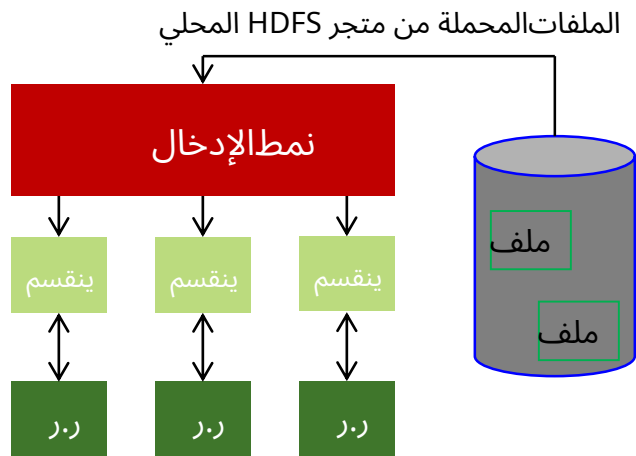 الملفاتالمحملة من متجر HDFS المحلي
نمطالإدخال
ملف
ينقسم ينقسم ينقسم
ملف
ر.ر ر.ر ر.ر